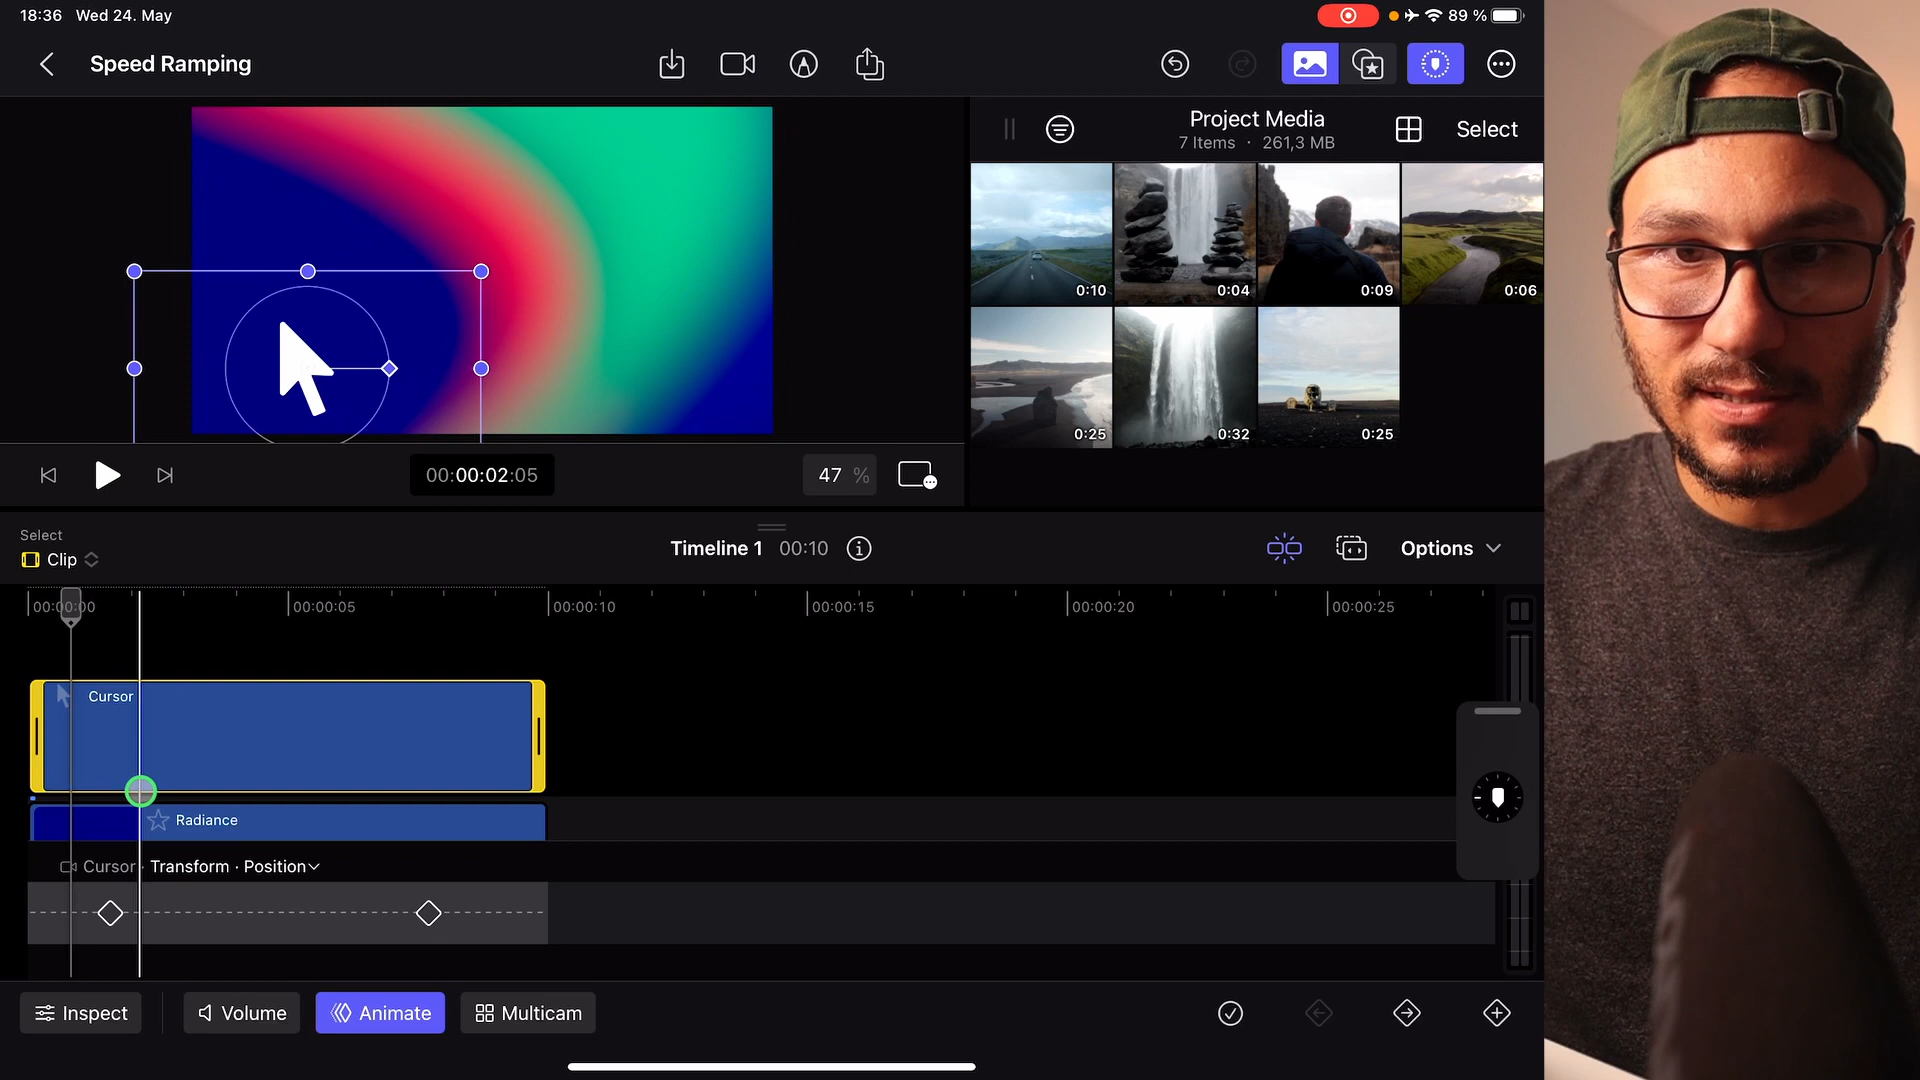 18:36 Wed 24. May
89 %
Speed Ramping
Project Media
7 Items · 261,3 MB
Select
0:10
0:04
0:09
0:06
0:25
0:32
0:25
00:00:02:05
47 %
Select
Clip
Timeline 1 00:10
Options
00:00:00
00:00:05
00:00:10
00:00:15
00:00:20
00:00:25
Cursor
Radiance
Cursor · Transform · Position
Inspect
Volume
Animate
Multicam